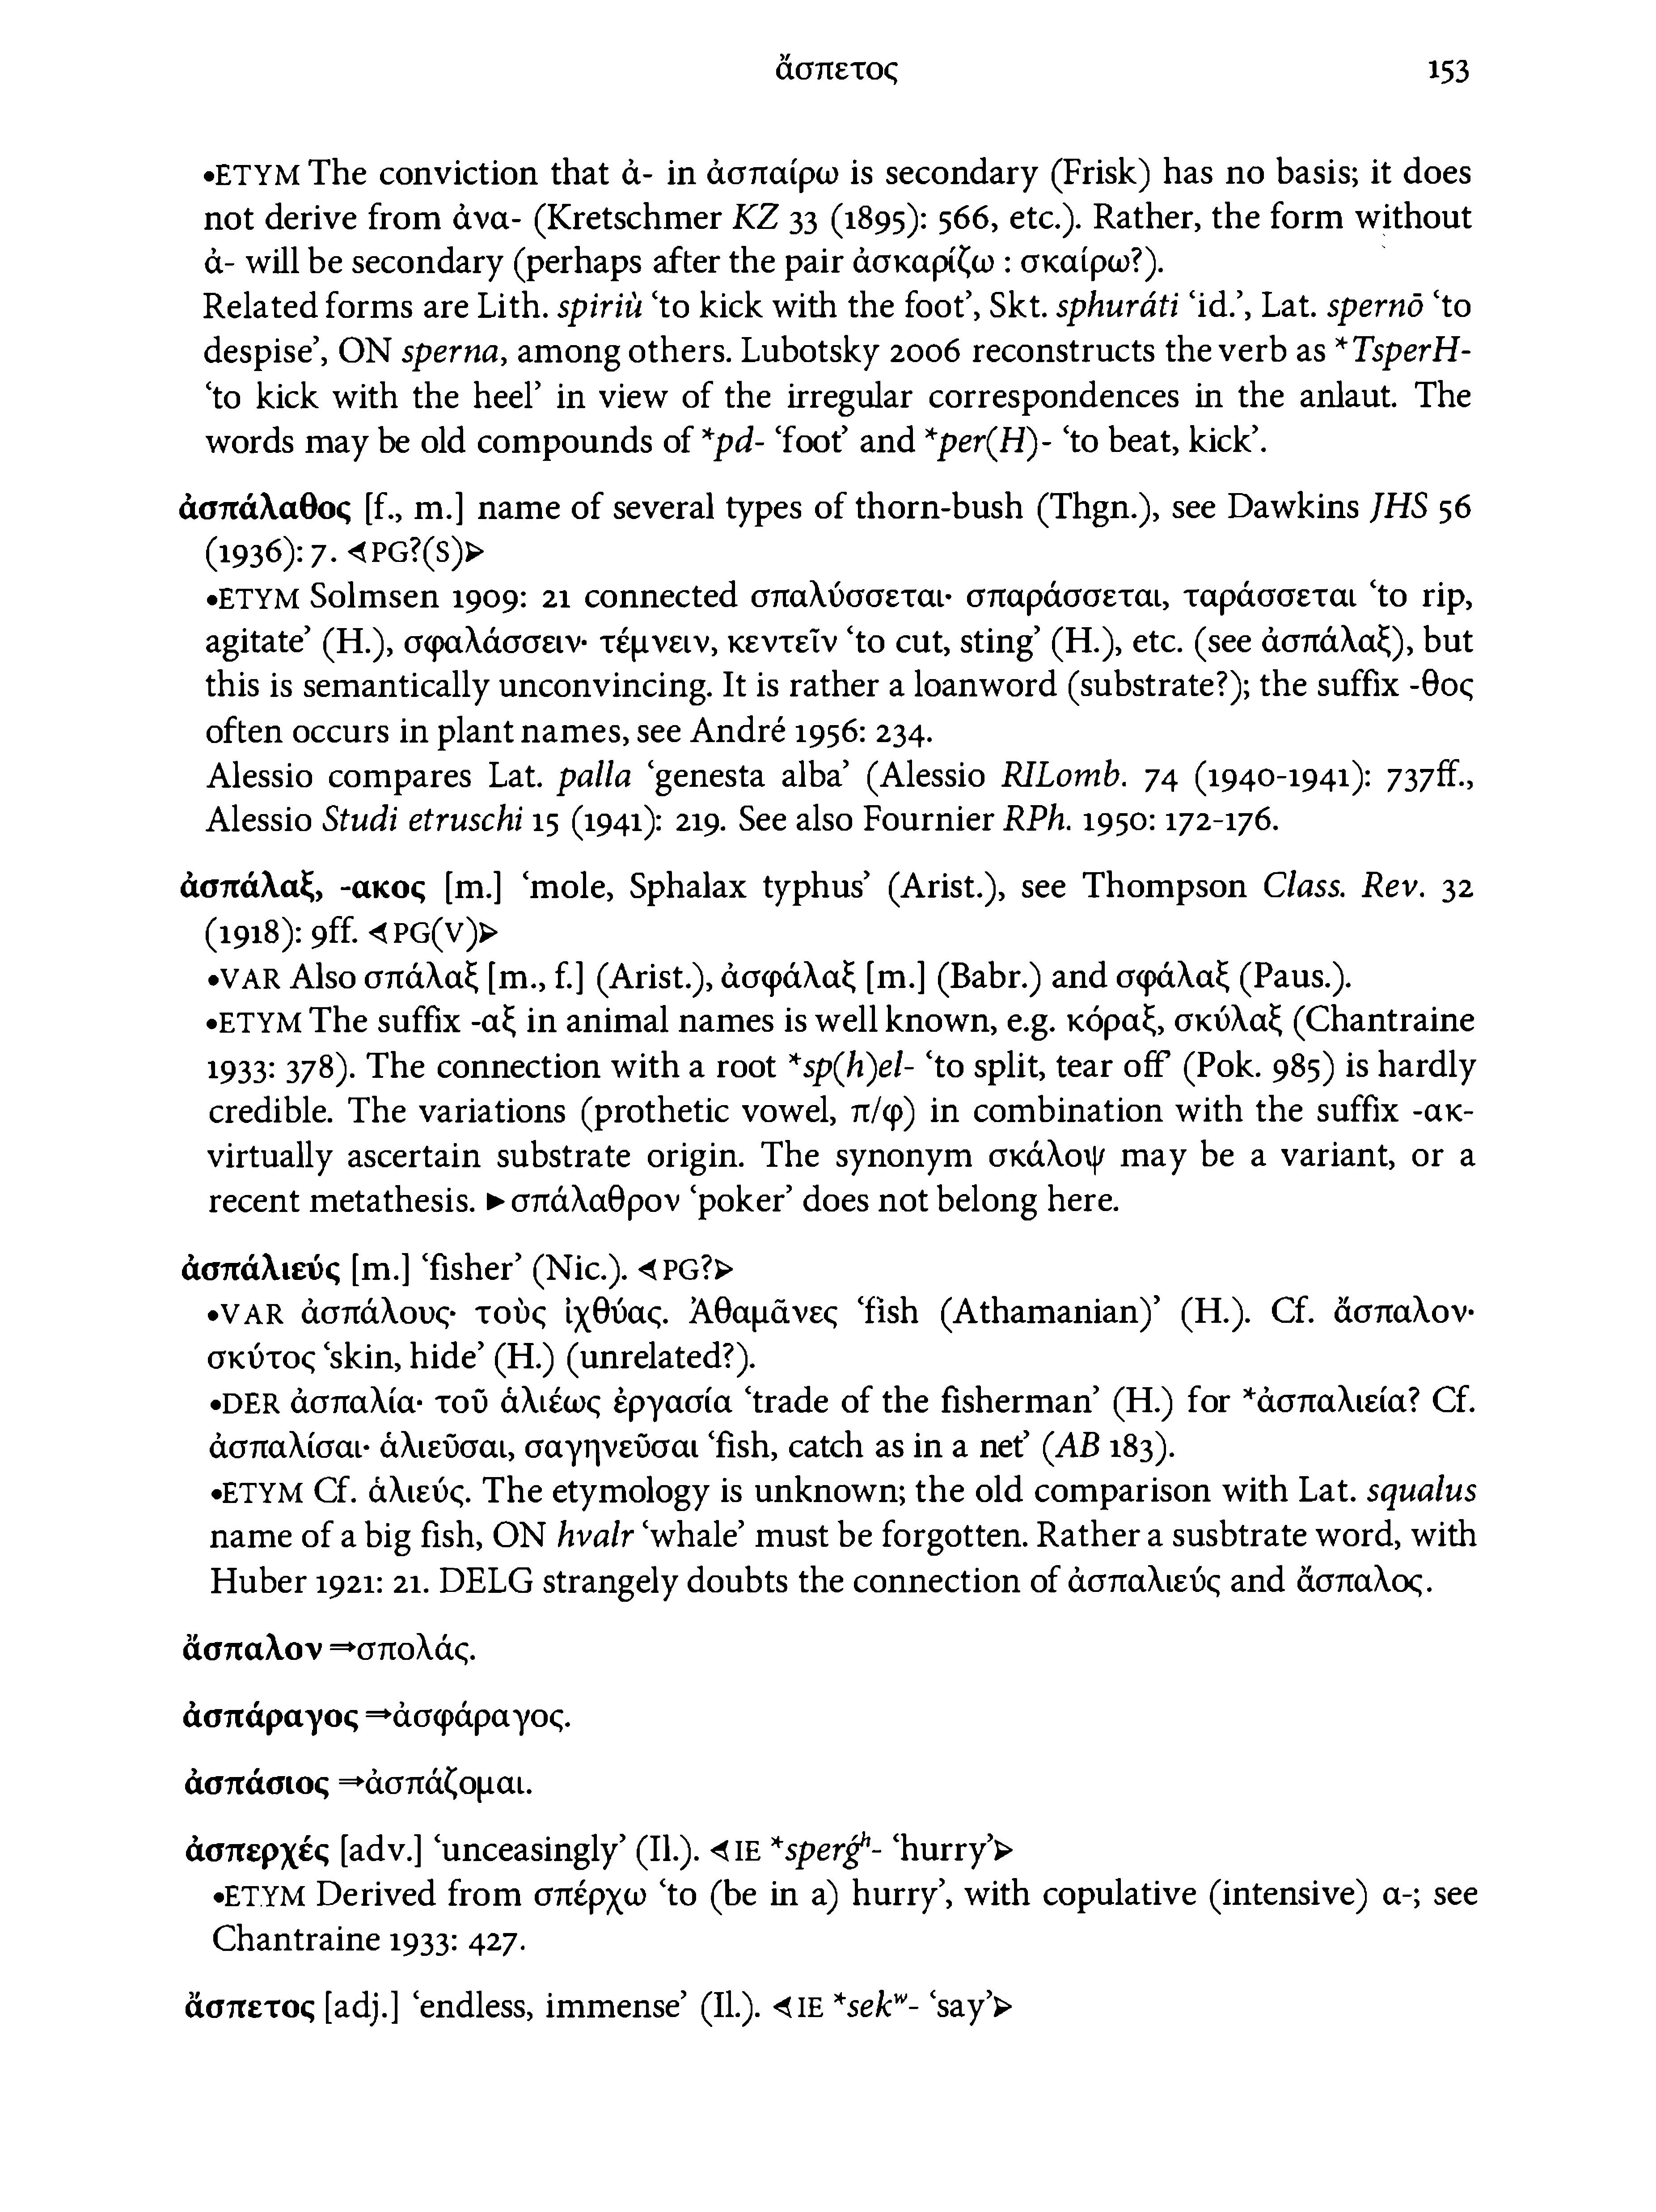 ἄσπετος 153
•ETYM The conviction that ἀ- in ἀσπαίρω is secondary (Frisk) has no basis; it does
not derive from ἀνα- (Kretschmer KZ 33 (1895): 566, etc.). Rather, the form without
ἀ- will be secondary (perhaps after the pair ἀσκαρίζω : σκαίρω?).
Related forms are Lith. spiriù ‘to kick with the foot’, Skt. sphuráti ‘id.’, Lat. spernō ‘to
despise’, ON sperna, among others. Lubotsky 2006 reconstructs the verb as *TsperH-
‘to kick with the heel’ in view of the irregular correspondences in the anlaut. The
words may be old compounds of *pd- ‘foot’ and *per(H)- ‘to beat, kick’.
ἀσπάλαθος [f., m.] name of several types of thorn-bush (Thgn.), see Dawkins JHS 56
(1936): 7. ⊲PG?(S)⊳
•ETYM Solmsen 1909: 21 connected σπαλύσσεται· σπαράσσεται, ταράσσεται ‘to rip,
agitate’ (H.), σφαλάσσειν· τέμνειν, κεντεῖν ‘to cut, sting’ (H.), etc. (see ἀσπάλαξ), but
this is semantically unconvincing. It is rather a loanword (substrate?); the suffix -θος
often occurs in plant names, see André 1956: 234.
Alessio compares Lat. palla ‘genesta alba’ (Alessio RILomb. 74 (1940-1941): 737ff.,
Alessio Studi etruschi 15 (1941): 219. See also Fournier RPh. 1950: 172-176.
ἀσπάλαξ, -ακος [m.] ‘mole, Sphalax typhus’ (Arist.), see Thompson Class. Rev. 32
(1918): 9ff. ⊲PG(V)⊳
•VAR Also σπάλαξ [m., f.] (Arist.), ἀσφάλαξ [m.] (Babr.) and σφάλαξ (Paus.).
•ETYM The suffix -αξ in animal names is well known, e.g. κόραξ, σκύλαξ (Chantraine
1933: 378). The connection with a root *sp(h)el- ‘to split, tear off’ (Pok. 985) is hardly
credible. The variations (prothetic vowel, π/φ) in combination with the suffix -ακ-
virtually ascertain substrate origin. The synonym σκάλοψ may be a variant, or a
recent metathesis. ►σπάλαθρον ‘poker’ does not belong here.
ἀσπάλιεύς [m.] ‘fisher’ (Nic.). ⊲PG?⊳
•VAR ἀσπάλους· τοὺς ἰχθύας. Ἀθαμᾶνες ‘fish (Athamanian)’ (H.). Cf. ἄσπαλον·
σκύτος ‘skin, hide’ (H.) (unrelated?).
•DER ἀσπαλία· τοῦ ἁλιέως ἐργασία ‘trade of the fisherman’ (H.) for *ἀσπαλιεία? Cf.
ἀσπαλίσαι· ἁλιεῦσαι, σαγηνεῦσαι ‘fish, catch as in a net’ (AB 183).
•ETYM Cf. ἁλιεύς. The etymology is unknown; the old comparison with Lat. squalus
name of a big fish, ON hvalr ‘whale’ must be forgotten. Rather a susbtrate word, with
Huber 1921: 21. DELG strangely doubts the connection of ἀσπαλιεύς and ἄσπαλος.
ἄσπαλον ⇒σπολάς.
ἀσπάραγος ⇒ἀσφάραγος.
ἀσπάσιος ⇒ἀσπάζομαι.
ἀσπερχές [adv.] ‘unceasingly’ (Il.). ⊲IE *sperǵʰ- ‘hurry’⊳
•ETYM Derived from σπέρχω ‘to (be in a) hurry’, with copulative (intensive) α-; see
Chantraine 1933: 427.
ἄσπετος [adj.] ‘endless, immense’ (Il.). ⊲IE *sekʷ- ‘say’⊳